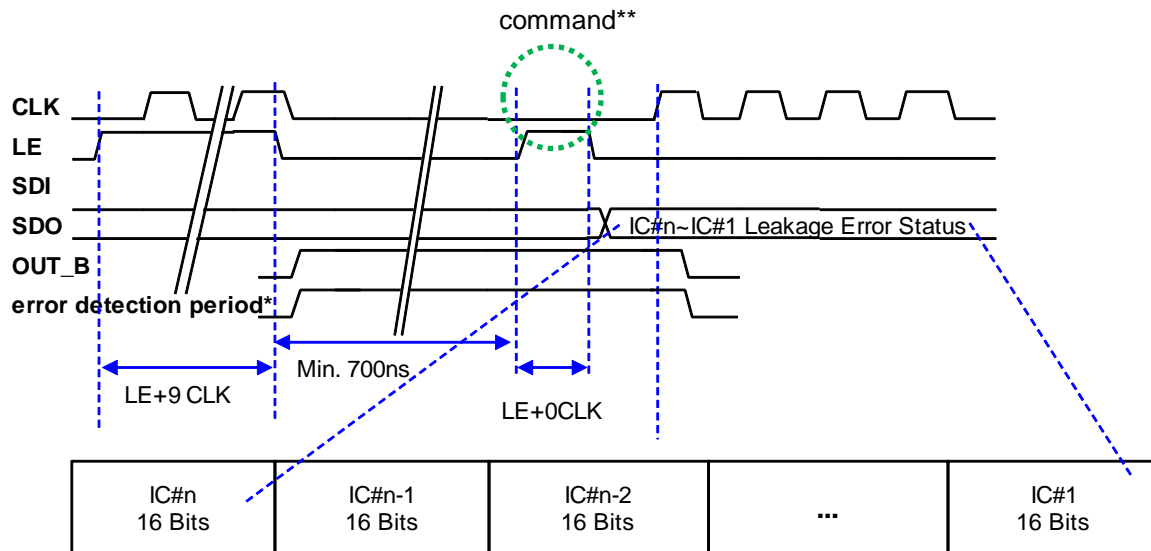 command**
CLK
LE
SDI
SDO
IC#n~IC#1 Leakage Error Status
OUT_B
error detection period*
Min. 700ns
LE+9 CLK
LE+0CLK
IC#n
16 Bits
IC#n-1
16 Bits
IC#n-2
16 Bits
...
IC#1
16 Bits